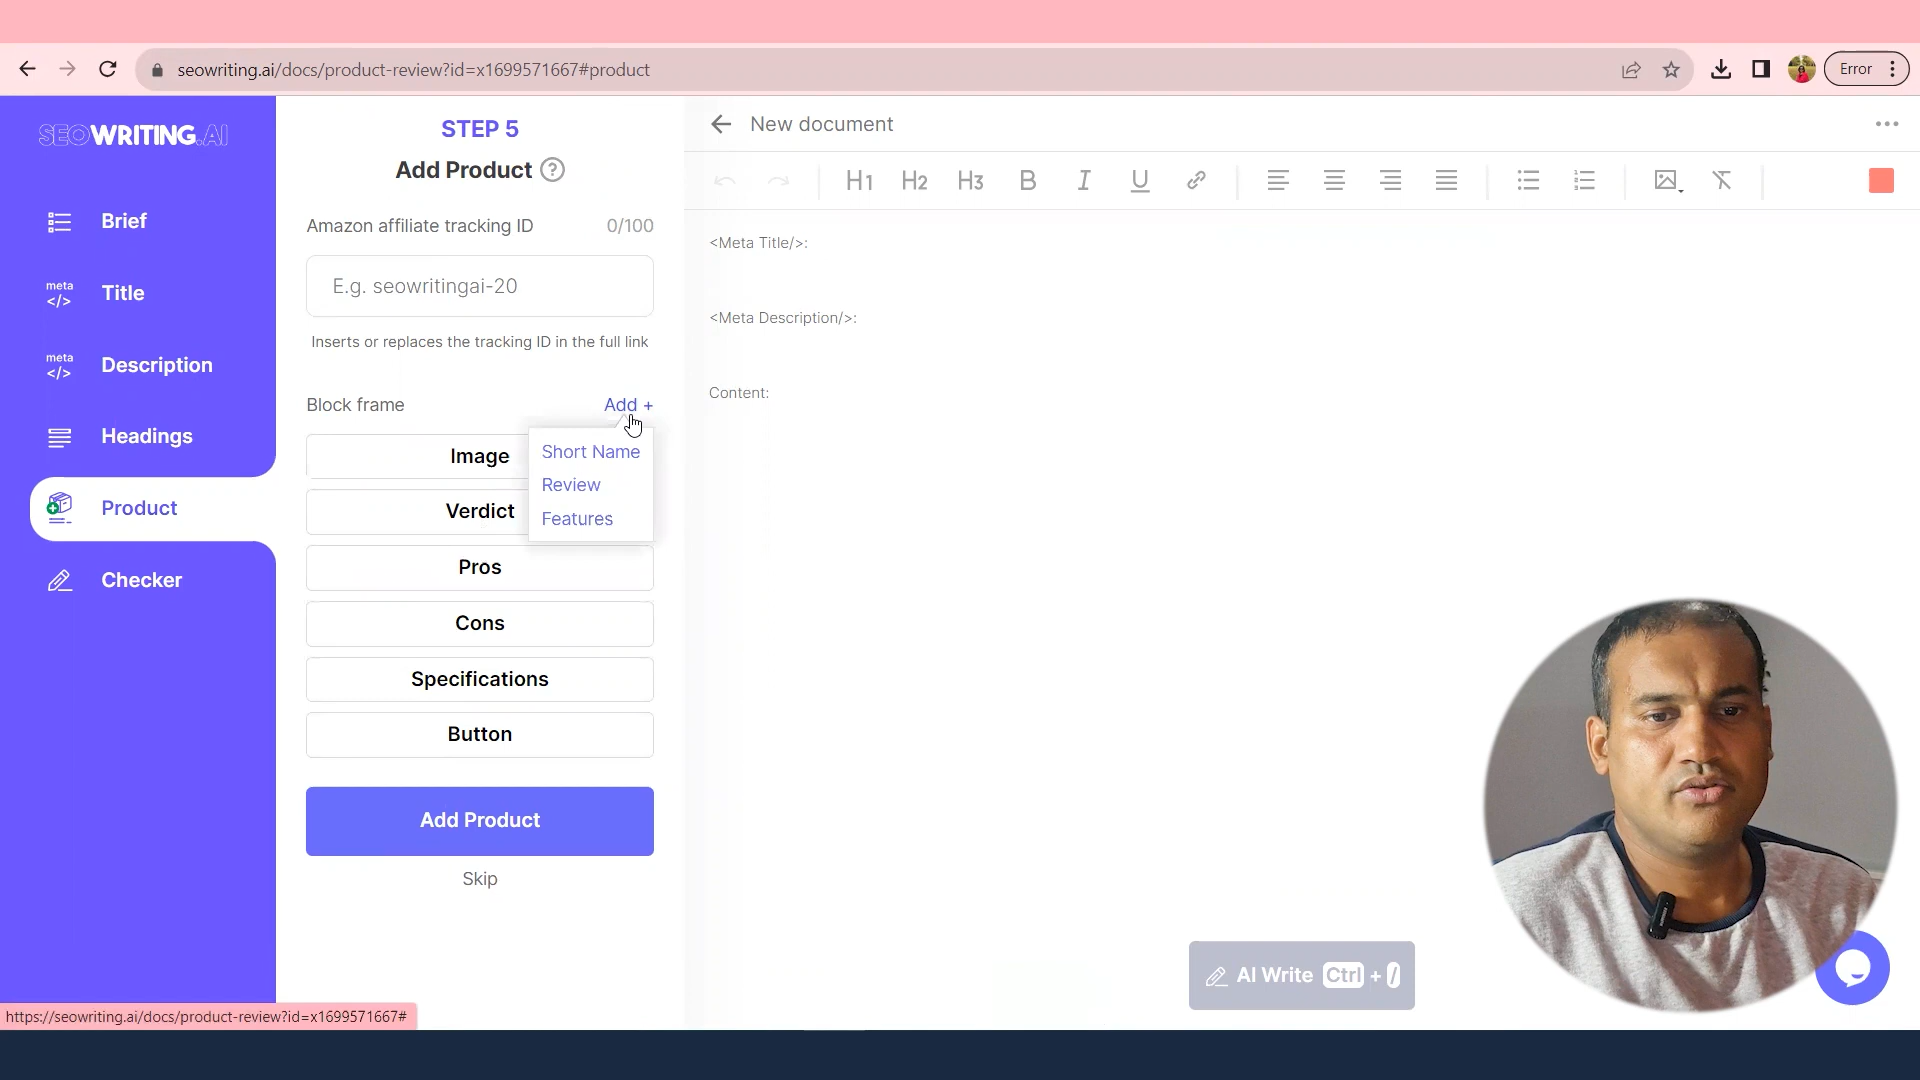 seowriting.ai/docs/product-review?id=x1699571667#product
Error
SEOWRITING.AI
Brief
meta
</>
Title
meta
</>
Description
Headings
Product
Checker
STEP 5
Add Product ?
Amazon affiliate tracking ID 0/100
E.g. seowritingai-20
Inserts or replaces the tracking ID in the full link
Block frame Add +
Short Name
Review
Features
Image
Verdict
Pros
Cons
Specifications
Button
Add Product
Skip
New document
H1 H2 H3 B I U
<Meta Title/>:
<Meta Description/>:
Content:
AI Write Ctrl + /
https://seowriting.ai/docs/product-review?id=x1699571667#